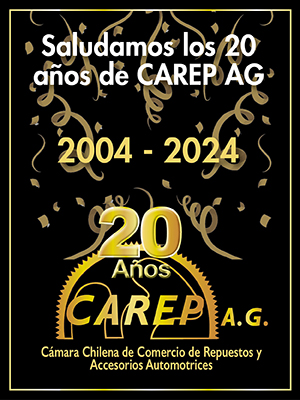 Saludamos los 20
años de CAREP AG
2004 - 2024
20
Años
CAREP A.G.
Cámara Chilena de Comercio de Repuestos y
Accesorios Automotrices